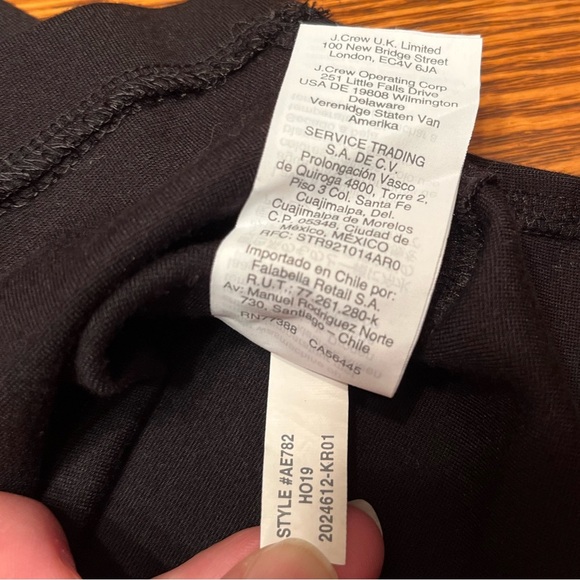 J.Crew U.K. Limited
100 New Bridge Street
London, EC4V 6JA
J.Crew Operating Corp
251 Little Falls Drive
USA DE 19808 Wilmington
Delaware
Verenidge Staten Van
Amerika
SERVICE TRADING
S.A. DE C.V.
Prolongación Vasco
de Quiroga 4800, Torre 2,
Piso 3 Col. Santa Fe
Cuajimalpa, Del.
Cuajimalpa de Morelos
C.P. 05348, Ciudad de
México, MÉXICO
RFC: STR921014AR0
Importado en Chile por:
Falabella Retail S.A.
R.U.T.: 77.261.280-k
Av: Manuel Rodriguez Norte
730, Santiago - Chile
RN77388 CA56445
STYLE #AE782
HO19
2024612-KR01